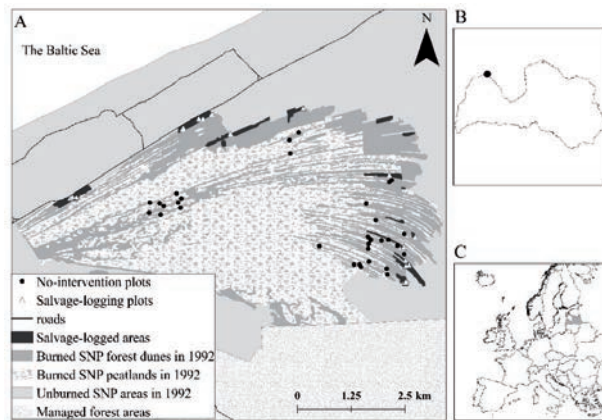 A
The Baltic Sea
N
No-intervention plots
Salvage-logging plots
roads
Salvage-logged areas
Burned SNP forest dunes in 1992
Burned SNP peatlands in 1992
Unburned SNP areas in 1992
Managed forest areas
0 1.25 2.5 km
B
C